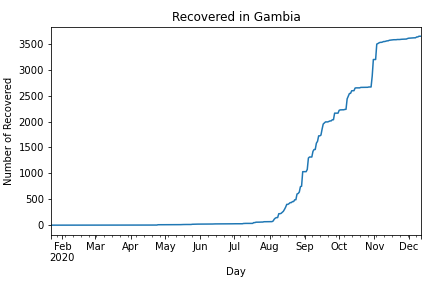 Recovered in Gambia
Number of Recovered
3500
3000
2500
2000
1500
1000
500
0
Feb Mar Apr May Jun Jul Aug Sep Oct Nov Dec
2020
Day